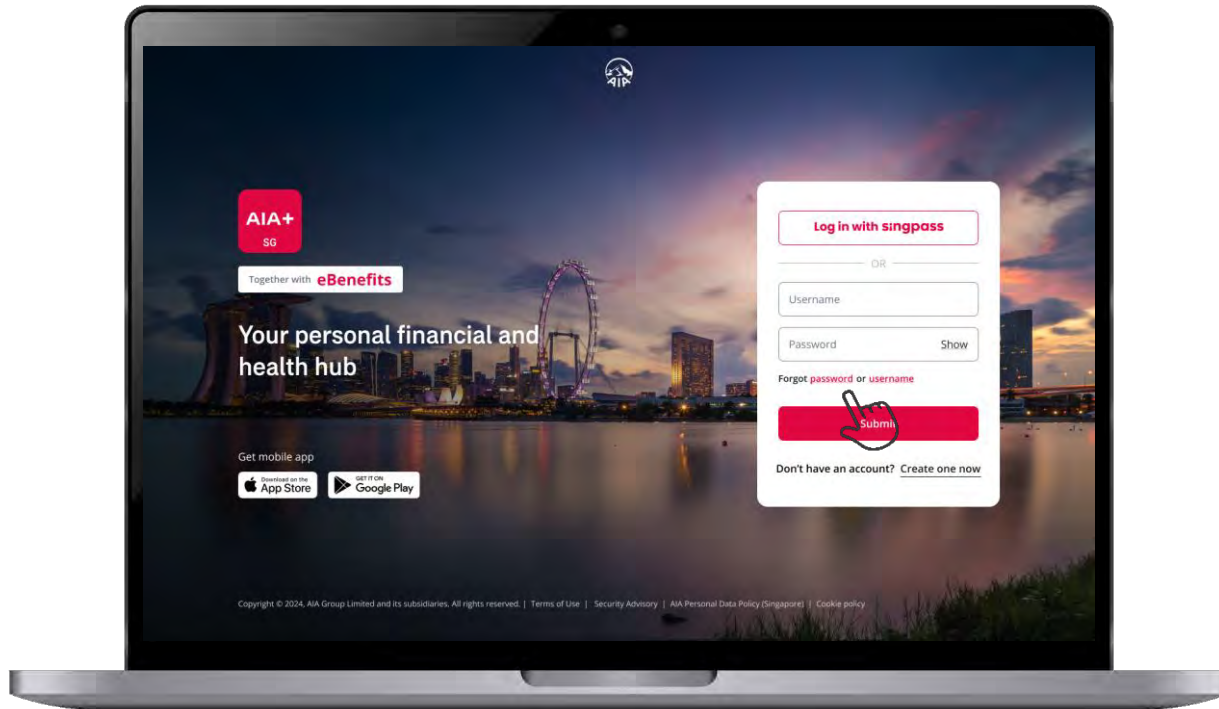 AIA
AIA+
SG
Together with eBenefits
Your personal financial and
health hub
Get mobile app
Download on the
App Store
GET IT ON
Google Play
Log in with singpass
OR
Username
Password Show
Forgot password or username
Submit
Don't have an account? Create one now
Copyright © 2024, AIA Group Limited and its subsidiaries. All rights reserved. | Terms of Use | Security Advisory | AIA Personal Data Policy (Singapore) | Cookie policy